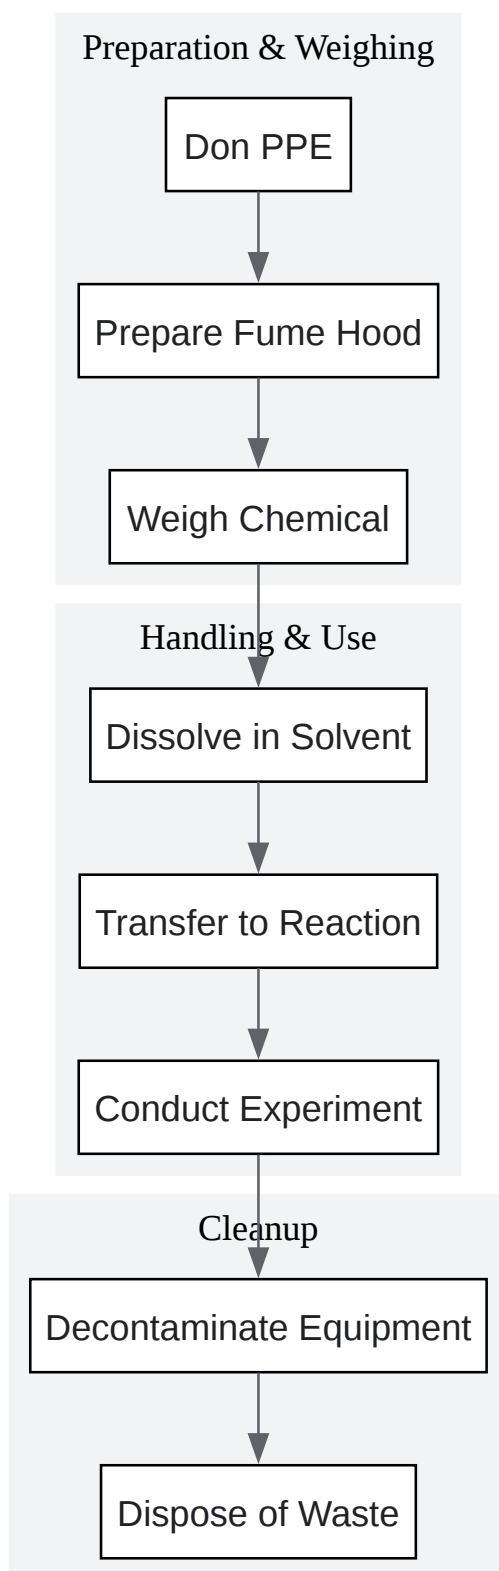 Preparation & Weighing
Don PPE
Prepare Fume Hood
Weigh Chemical
Handling & Use
Dissolve in Solvent
Transfer to Reaction
Conduct Experiment
Cleanup
Decontaminate Equipment
Dispose of Waste